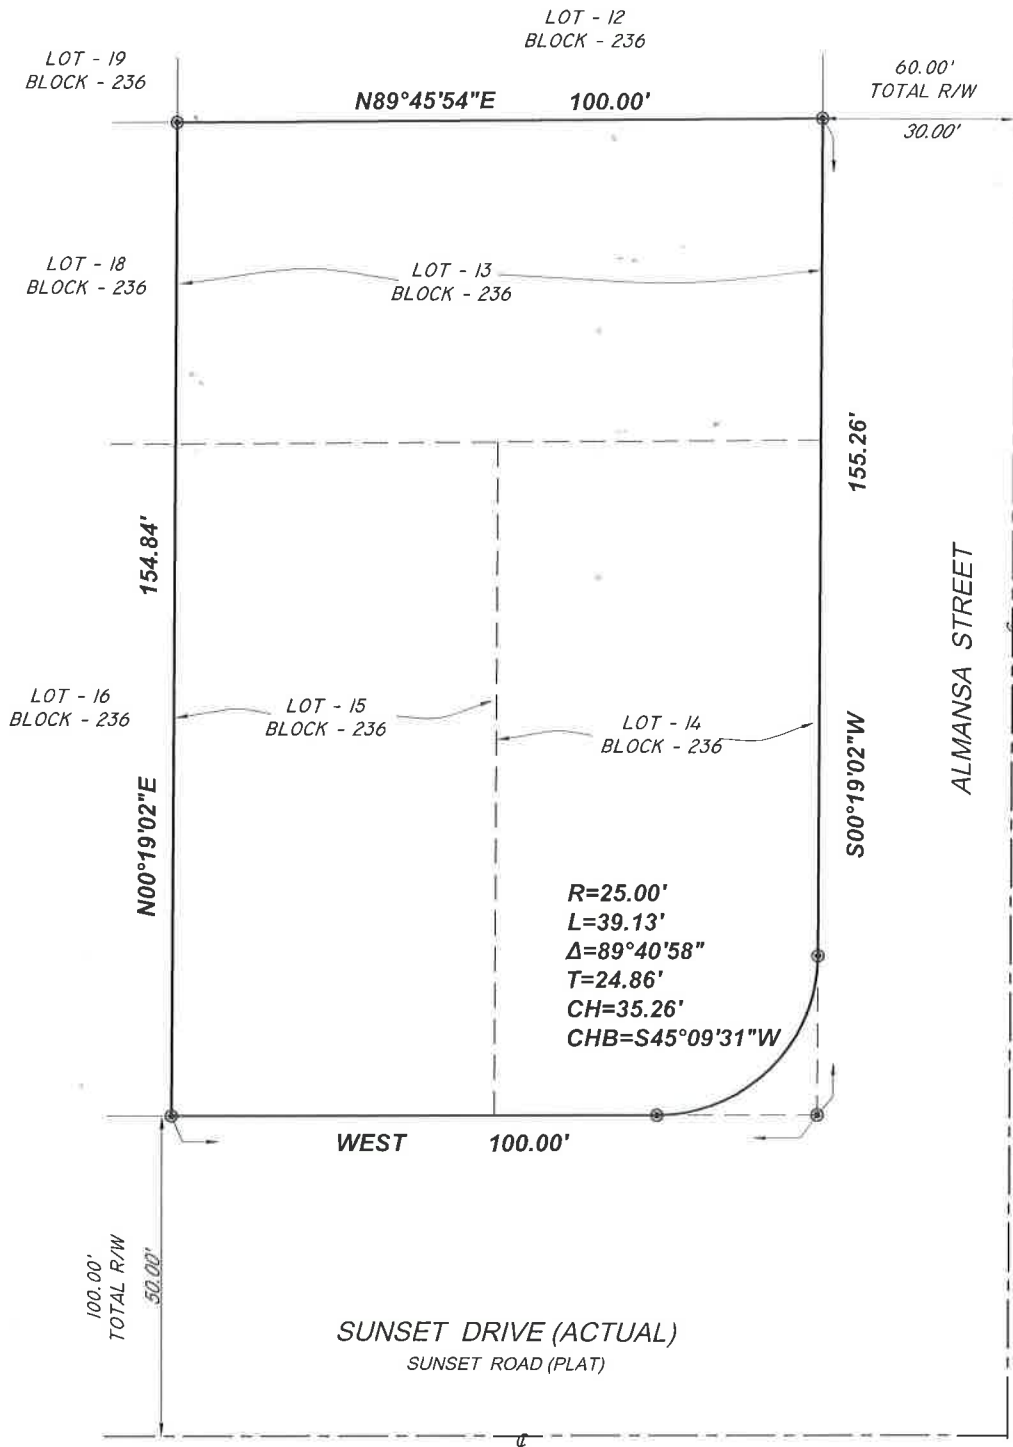 LOT - 12
BLOCK - 236
LOT - 19
BLOCK - 236
60.00'
TOTAL R/W
N89°45'54"E 100.00'
30.00'
LOT - 18
BLOCK - 236
LOT - 13
BLOCK - 236
155.26'
154.84'
ALMANSA STREET
LOT - 16
BLOCK - 236
LOT - 15
BLOCK - 236
LOT - 14
BLOCK - 236
S00°19'02"W
N00°19'02"E
R=25.00'
L=39.13'
Δ=89°40'58"
T=24.86'
CH=35.26'
CHB=S45°09'31"W
WEST 100.00'
100.00'
TOTAL R/W
50.00'
SUNSET DRIVE (ACTUAL)
SUNSET ROAD (PLAT)
℄